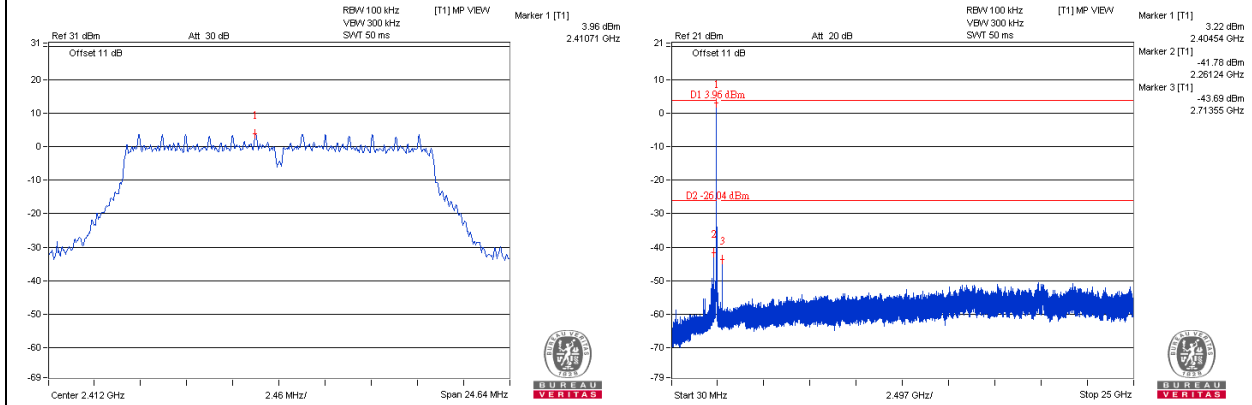 RBW 100 kHz
[T1] MP VIEW
VBW 300 kHz
Ref 31 dBm
Att 30 dB
SWT 50 ms
Marker 1 [T1]
3.96 dBm
2.41071 GHz
31
Offset 11 dB
20
10
1
0
-10
-20
-30
-40
-50
-60
-69
Center 2.412 GHz
2.46 MHz/
Span 24.64 MHz
BUREAU VERITAS
1828
BUREAU
VERITAS
RBW 100 kHz
[T1] MP VIEW
VBW 300 kHz
Ref 21 dBm
Att 20 dB
SWT 50 ms
Marker 1 [T1]
3.22 dBm
2.40454 GHz
Marker 2 [T1]
-41.78 dBm
2.26124 GHz
Marker 3 [T1]
-43.69 dBm
2.71355 GHz
21
Offset 11 dB
10
1
D1 3.96 dBm
0
-10
-20
D2 -26.04 dBm
-30
2
3
-40
-50
-60
-70
-79
Start 30 MHz
2.497 GHz/
Stop 25 GHz
BUREAU VERITAS
1828
BUREAU
VERITAS